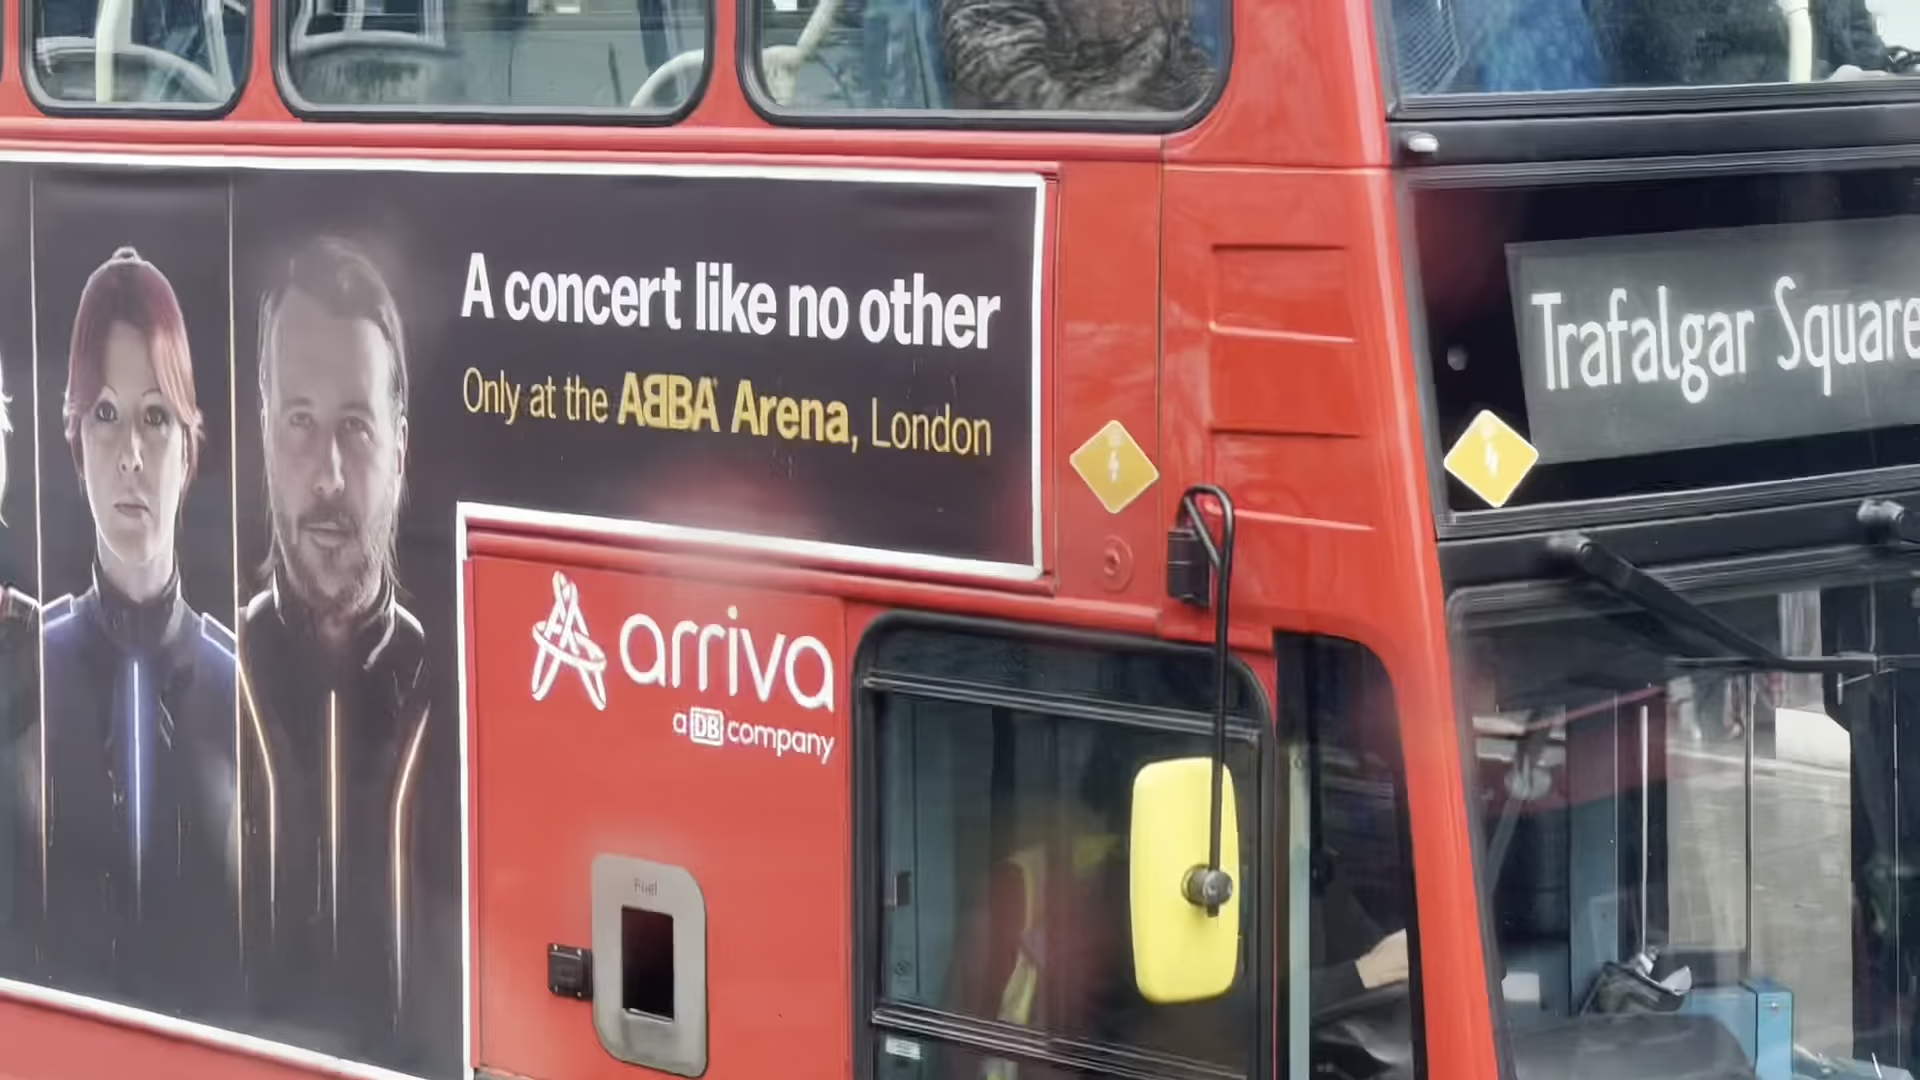 A concert like no other
Only at the ABBA Arena, London
Trafalgar Square
arriva
a DB company
Fuel